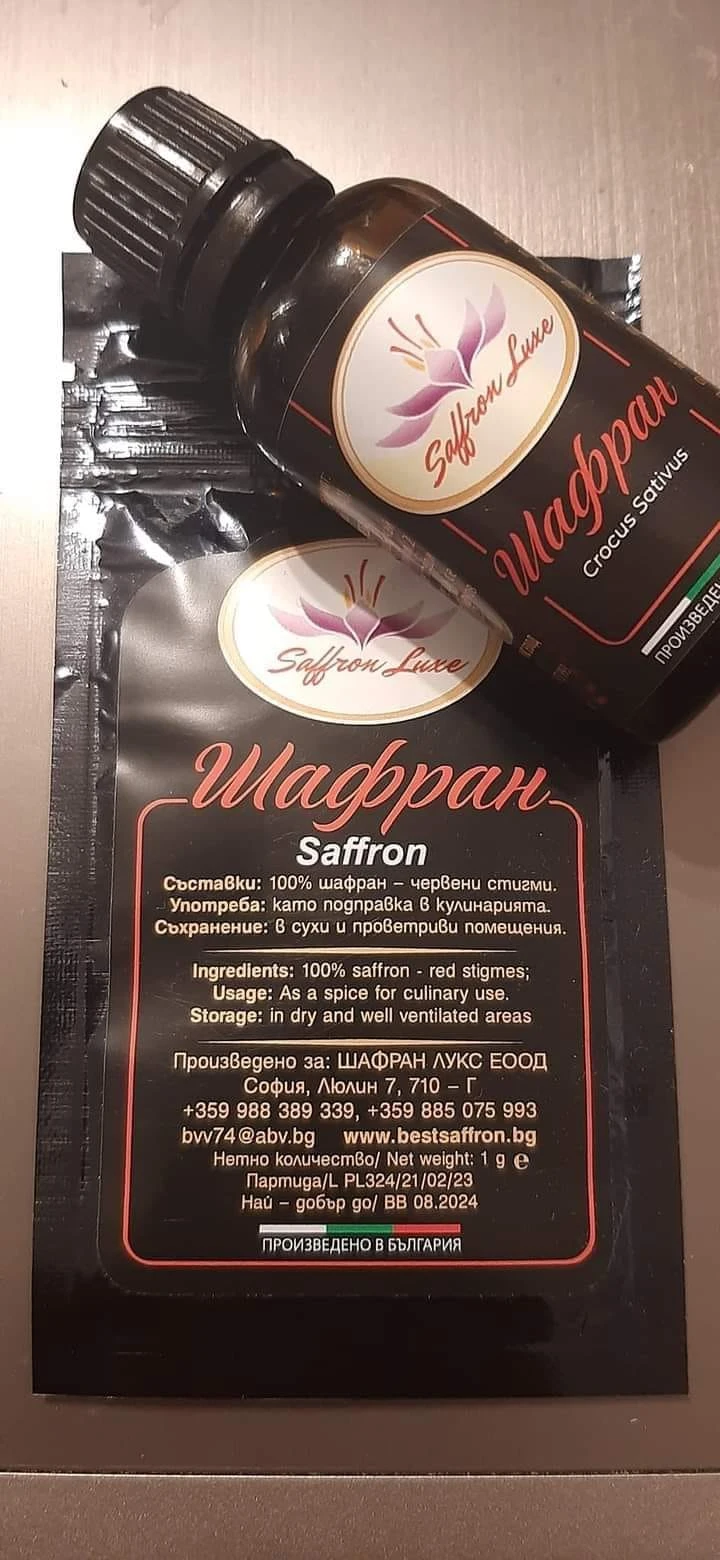 Saffron Luxe
Шафран
Crocus Sativus
Saffron Luxe
Шафран
Saffron
Съставки: 100% шафран – червени стигми.
Употреба: като подправка в кулинарията.
Съхранение: в сухи и проветриви помещения.
Ingredients: 100% saffron - red stigmes;
Usage: As a spice for culinary use.
Storage: in dry and well ventilated areas
Произведено за: ШАФРАН ЛУКС ЕООД
София, Люлин 7, 710 – Г
+359 988 389 339, +359 885 075 993
bvv74@abv.bg www.bestsaffron.bg
Нетно количество/ Net weight: 1 g e
Партида/L PL324/21/02/23
Най – добър до/ BB 08.2024
ПРОИЗВЕДЕНО В БЪЛГАРИЯ